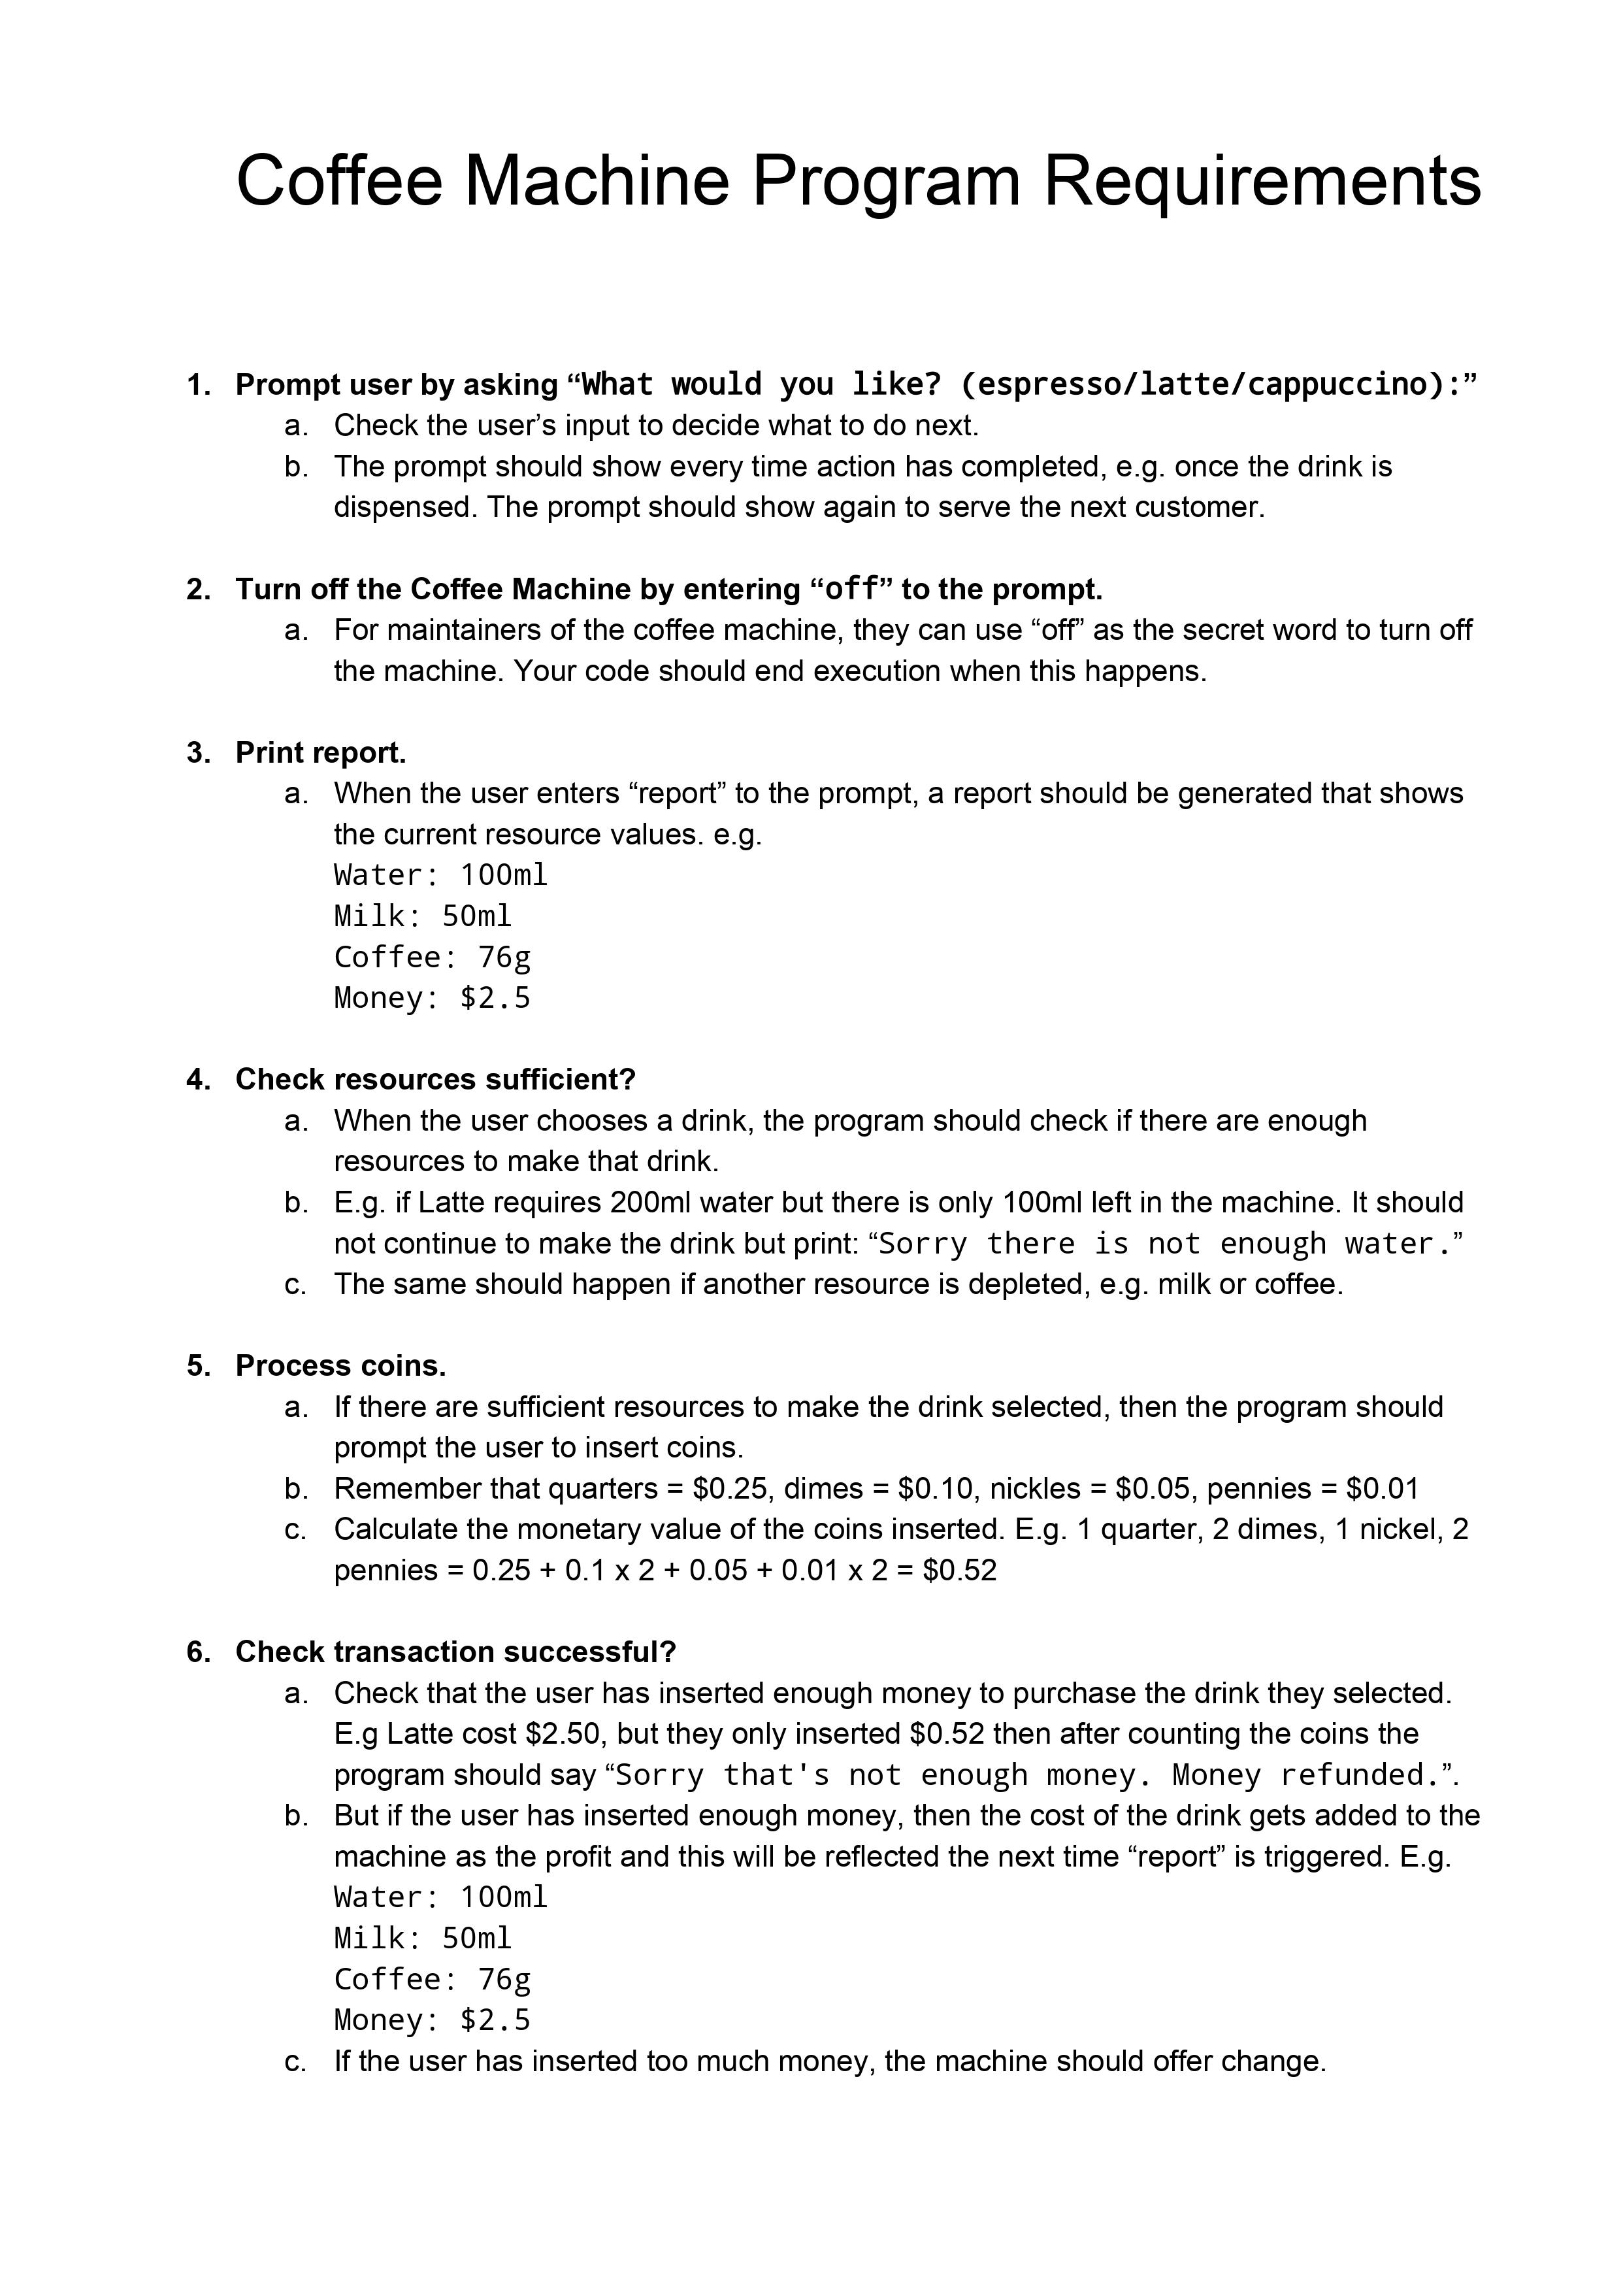 Coffee Machine Program Requirements
1. Prompt user by asking “What would you like? (espresso/latte/cappuccino):”
a. Check the user’s input to decide what to do next.
b. The prompt should show every time action has completed, e.g. once the drink is
dispensed. The prompt should show again to serve the next customer.
2. Turn off the Coffee Machine by entering “off” to the prompt.
a. For maintainers of the coffee machine, they can use “off” as the secret word to turn off
the machine. Your code should end execution when this happens.
3. Print report.
a. When the user enters “report” to the prompt, a report should be generated that shows
the current resource values. e.g.
Water: 100ml
Milk: 50ml
Coffee: 76g
Money: $2.5
4. Check resources sufficient?
a. When the user chooses a drink, the program should check if there are enough
resources to make that drink.
b. E.g. if Latte requires 200ml water but there is only 100ml left in the machine. It should
not continue to make the drink but print: “Sorry there is not enough water.”
c. The same should happen if another resource is depleted, e.g. milk or coffee.
5. Process coins.
a. If there are sufficient resources to make the drink selected, then the program should
prompt the user to insert coins.
b. Remember that quarters = $0.25, dimes = $0.10, nickles = $0.05, pennies = $0.01
c. Calculate the monetary value of the coins inserted. E.g. 1 quarter, 2 dimes, 1 nickel, 2
pennies = 0.25 + 0.1 x 2 + 0.05 + 0.01 x 2 = $0.52
6. Check transaction successful?
a. Check that the user has inserted enough money to purchase the drink they selected.
E.g Latte cost $2.50, but they only inserted $0.52 then after counting the coins the
program should say “Sorry that's not enough money. Money refunded.”.
b. But if the user has inserted enough money, then the cost of the drink gets added to the
machine as the profit and this will be reflected the next time “report” is triggered. E.g.
Water: 100ml
Milk: 50ml
Coffee: 76g
Money: $2.5
c. If the user has inserted too much money, the machine should offer change.